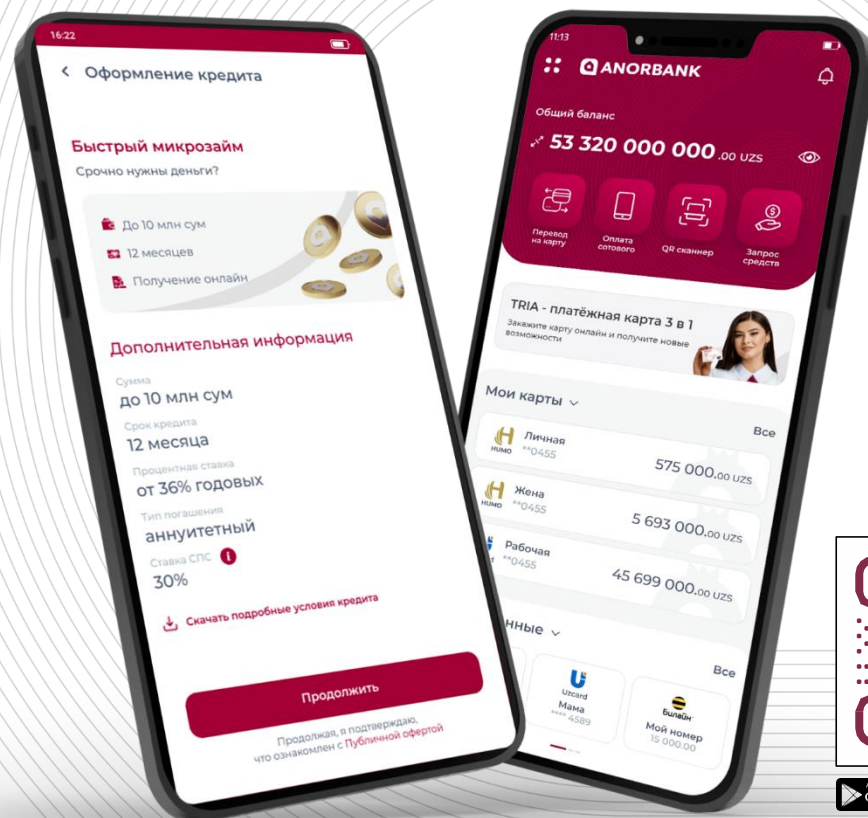 16:22
Оформление кредита
Быстрый микрозайм
Срочно нужны деньги?
До 10 млн сум
12 месяцев
Получение онлайн
Дополнительная информация
Сумма
до 10 млн сум
Срок кредита
12 месяца
Процентная ставка
от 36% годовых
Тип погашения
аннуитетный
Ставка СПС
30%
Скачать подробные условия кредита
Продолжить
Продолжая, я подтверждаю,
что ознакомлен с Публичной офертой
11:13
ANORBANK
Общий баланс
53 320 000 000.00 UZS
Перевод
на карту
Оплата
сотового
QR сканнер
Запрос
средств
TRIA - платёжная карта 3 в 1
Закажите карту онлайн и получите новые
возможности
Мои карты
Все
HUMO
Личная
**0455
575 000.00 UZS
HUMO
Жена
**0455
5 693 000.00 UZS
Рабочая
**0455
45 699 000.00 UZS
нные
Все
Uzcard
Мама
**** 4589
Билайн
Мой номер
15 000.00